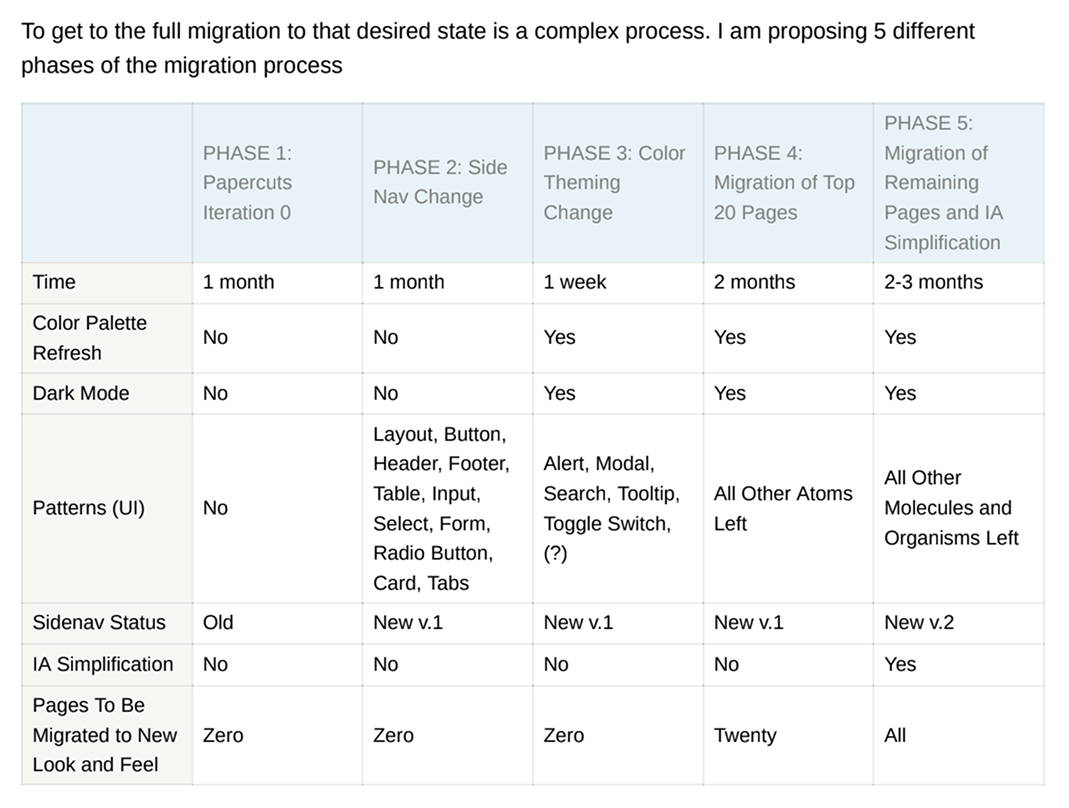 To get to the full migration to that desired state is a complex process. I am proposing 5 different
phases of the migration process
PHASE 1:
Papercuts
Iteration 0
PHASE 2: Side
Nav Change
PHASE 3: Color
Theming
Change
PHASE 4:
Migration of Top
20 Pages
PHASE 5:
Migration of
Remaining
Pages and IA
Simplification
Time
1 month
1 month
1 week
2 months
2-3 months
Color Palette
Refresh
No
No
Yes
Yes
Yes
Dark Mode
No
No
Yes
Yes
Yes
Patterns (UI)
No
Layout, Button,
Header, Footer,
Table, Input,
Select, Form,
Radio Button,
Card, Tabs
Alert, Modal,
Search, Tooltip,
Toggle Switch,
(?)
All Other Atoms
Left
All Other
Molecules and
Organisms Left
Sidenav Status
Old
New v.1
New v.1
New v.1
New v.2
IA Simplification
No
No
No
No
Yes
Pages To Be
Migrated to New
Look and Feel
Zero
Zero
Zero
Twenty
All